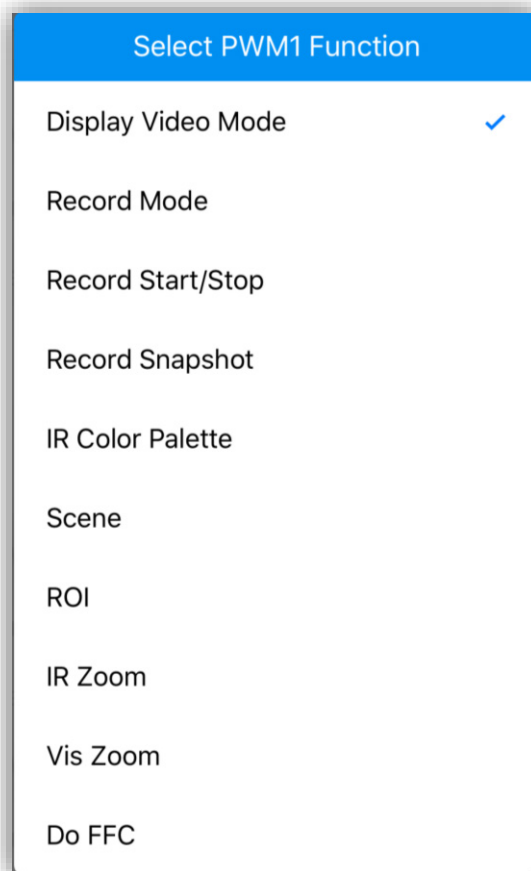 Select PWM1 Function
Display Video Mode
Record Mode
Record Start/Stop
Record Snapshot
IR Color Palette
Scene
ROI
IR Zoom
Vis Zoom
Do FFC